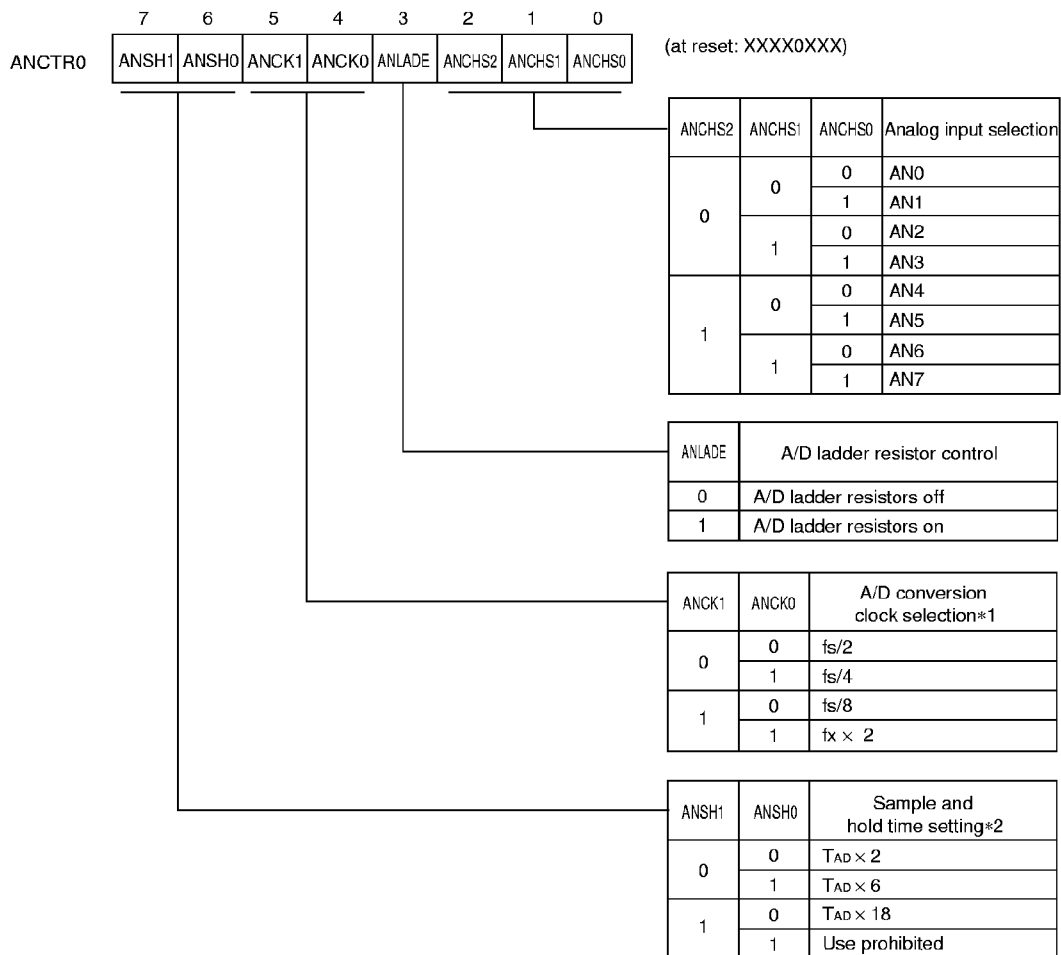 7 6 5 4 3 2 1 0
ANCTR0 ANSH1 ANSH0 ANCK1 ANCK0 ANLADE ANCHS2 ANCHS1 ANCHS0 (at reset: XXXX0XXX)
ANCHS2 ANCHS1 ANCHS0 Analog input selection
0 0 0 AN0
1 AN1
1 0 AN2
1 AN3
1 0 0 AN4
1 AN5
1 0 AN6
1 AN7
ANLADE A/D ladder resistor control
0 A/D ladder resistors off
1 A/D ladder resistors on
ANCK1 ANCK0 A/D conversion
clock selection*1
0 0 fs/2
1 fs/4
1 0 fs/8
1 fx × 2
ANSH1 ANSH0 Sample and
hold time setting*2
0 0 TAD × 2
1 TAD × 6
1 0 TAD × 18
1 Use prohibited